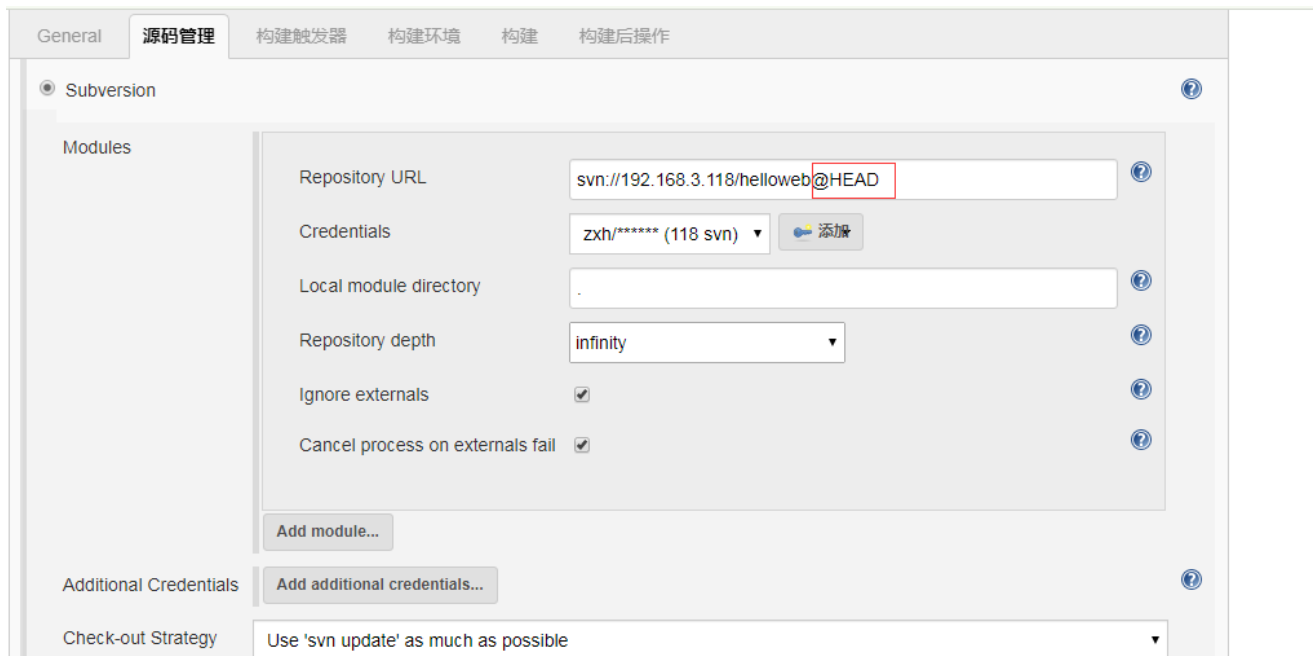 General 源码管理 构建触发器 构建环境 构建 构建后操作
Subversion
Modules
Repository URL svn://192.168.3.118/helloweb@HEAD
Credentials zxh/****** (118 svn) 添加
Local module directory .
Repository depth infinity
Ignore externals
Cancel process on externals fail
Add module...
Additional Credentials Add additional credentials...
Check-out Strategy Use 'svn update' as much as possible